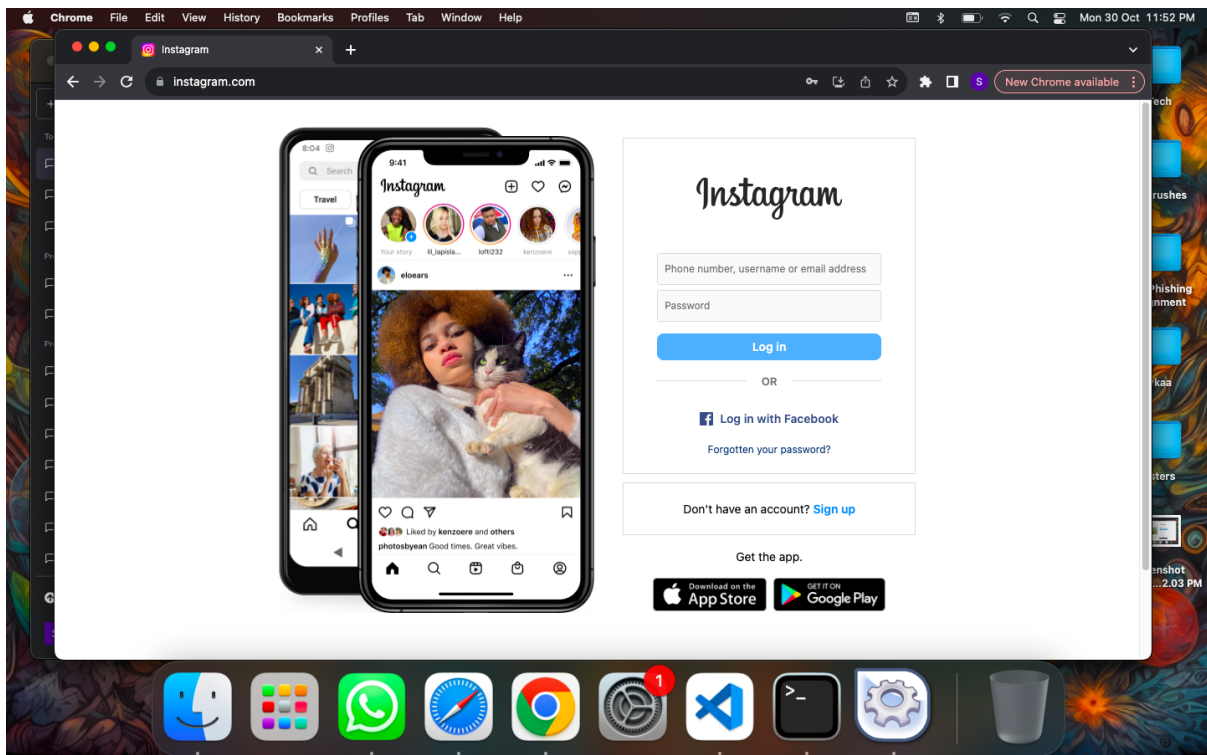 Chrome File Edit View History Bookmarks Profiles Tab Window Help
Mon 30 Oct 11:52 PM
Instagram
instagram.com
S
New Chrome available
8:04
Search
Travel
9:41
Instagram
Your story
lil_lapisla...
lofti232
kenzoere
sapp
eloears
Liked by kenzoere and others
photosbyean Good times. Great vibes.
Instagram
Phone number, username or email address
Password
Log in
OR
Log in with Facebook
Forgotten your password?
Don't have an account? Sign up
Get the app.
Download on the
App Store
GET IT ON
Google Play
To
Pr
Pr
ech
rushes
Phishing
nment
kaa
sters
enshot
...2.03 PM
1
>_